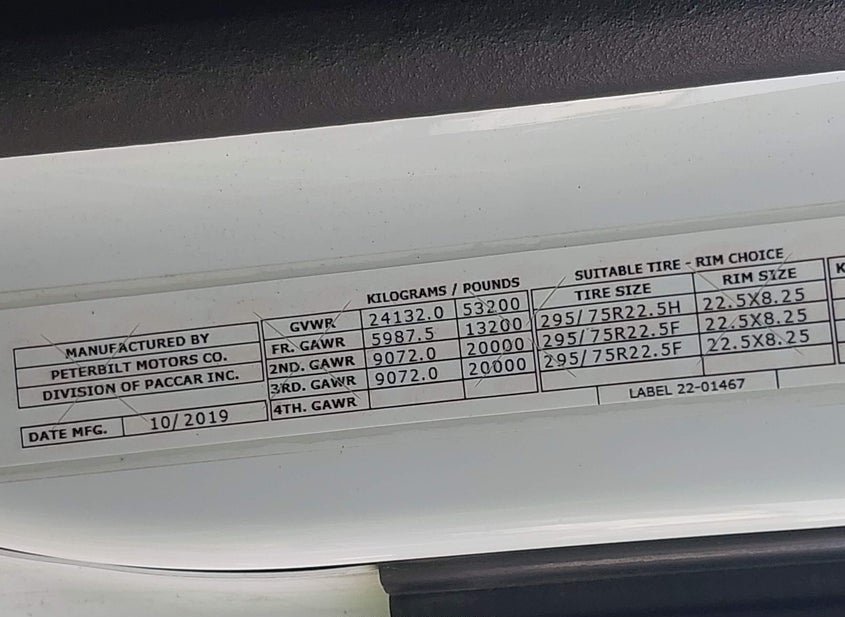 MANUFACTURED BY
PETERBILT MOTORS CO.
DIVISION OF PACCAR INC.
DATE MFG. 10/2019
KILOGRAMS / POUNDS
GVWR 24132.0 53200
FR. GAWR 5987.5 13200
2ND. GAWR 9072.0 20000
3RD. GAWR 9072.0 20000
4TH. GAWR
SUITABLE TIRE - RIM CHOICE
TIRE SIZE RIM SIZE
295/75R22.5H 22.5X8.25
295/75R22.5F 22.5X8.25
295/75R22.5F 22.5X8.25
LABEL 22-01467
K